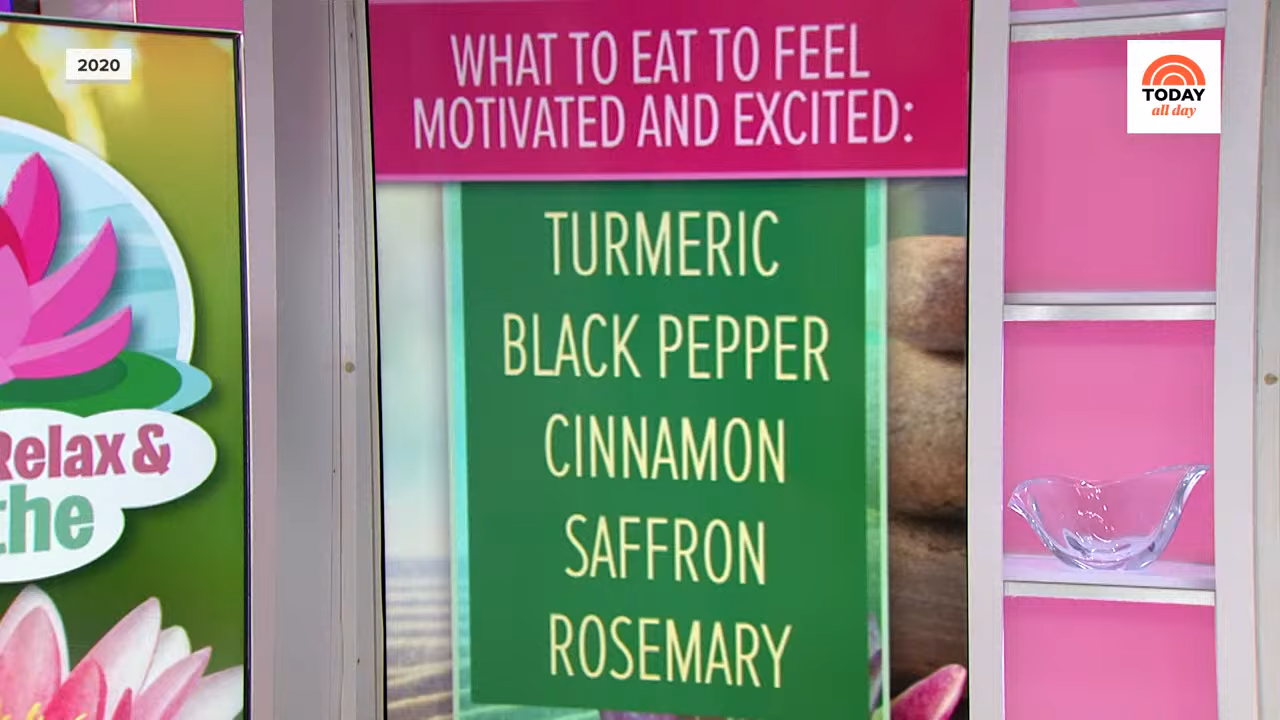 2020
WHAT TO EAT TO FEEL
MOTIVATED AND EXCITED:
TODAY
all day
TURMERIC
BLACK PEPPER
CINNAMON
SAFFRON
ROSEMARY
Relax &
the